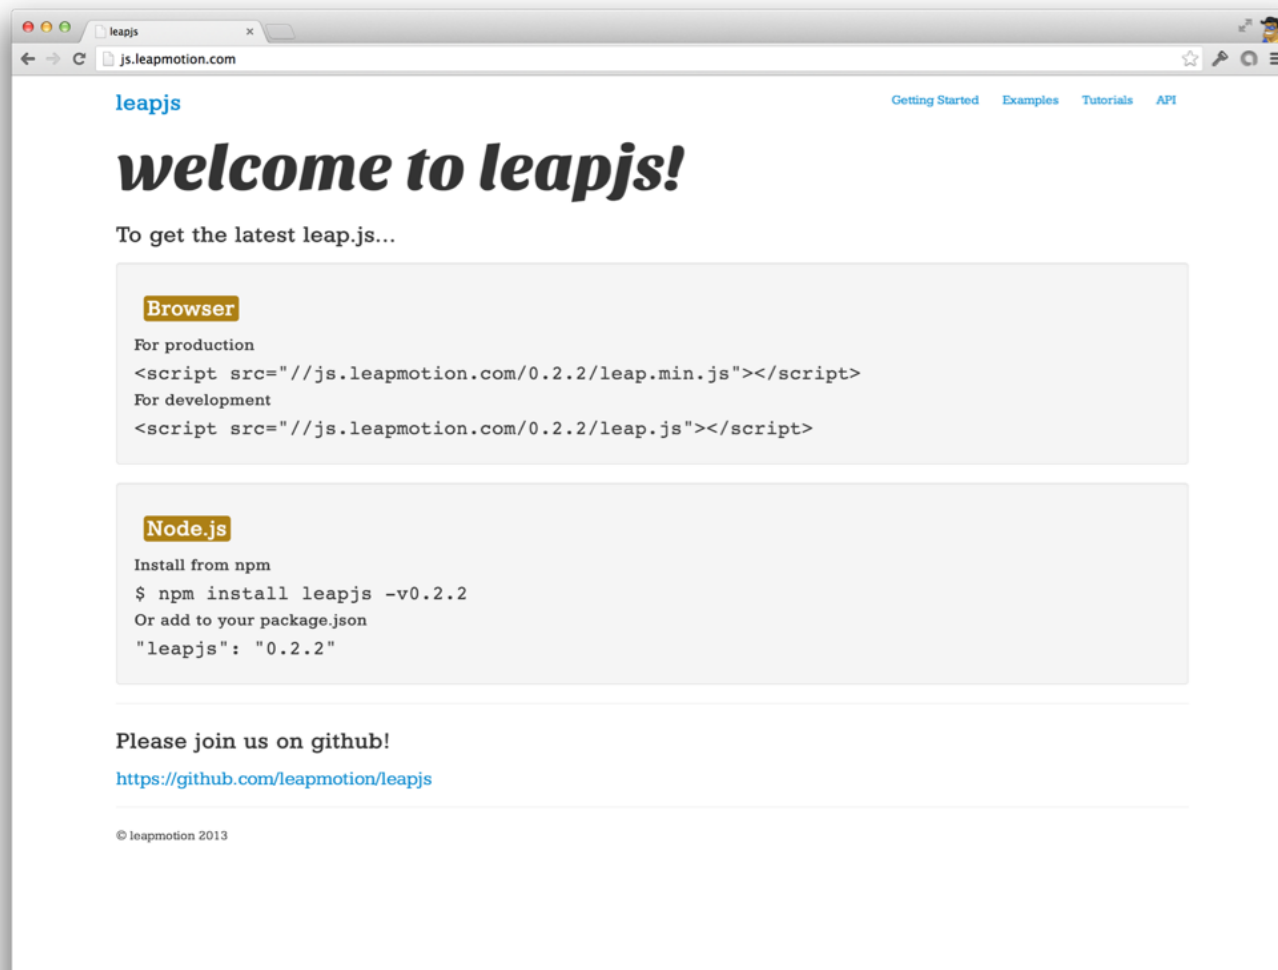 leapjs
js.leapmotion.com
leapjs
Getting Started Examples Tutorials API
welcome to leapjs!
To get the latest leap.js...
Browser
For production
<script src="//js.leapmotion.com/0.2.2/leap.min.js"></script>
For development
<script src="//js.leapmotion.com/0.2.2/leap.js"></script>
Node.js
Install from npm
$ npm install leapjs -v0.2.2
Or add to your package.json
"leapjs": "0.2.2"
Please join us on github!
https://github.com/leapmotion/leapjs
© leapmotion 2013